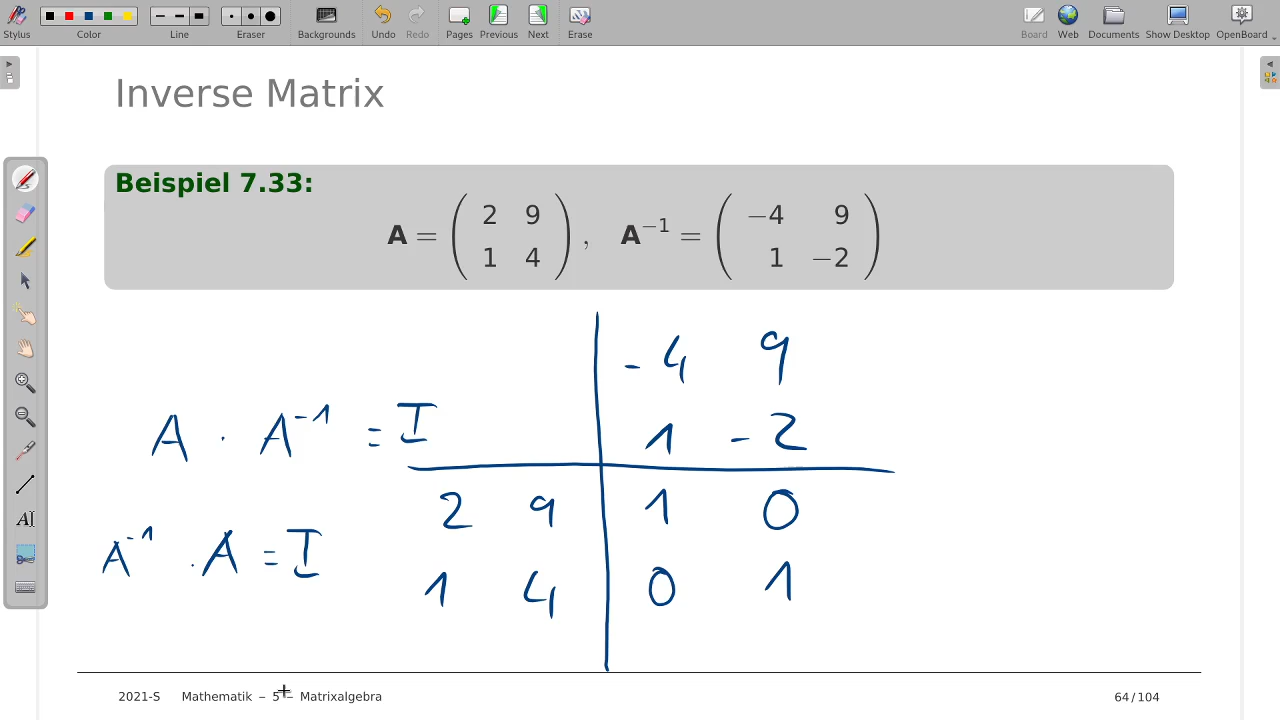 Stylus Color Line Eraser Backgrounds Undo Redo Pages Previous Next Erase Board Web Documents Show Desktop OpenBoard
Inverse Matrix
Beispiel 7.33:
A = ( 2 9 ; 1 4 ) , A⁻¹ = ( −4 9 ; 1 −2 )
- 4 9
A · A⁻¹ = I 1 - 2
2 9 1 0
A⁻¹ · A = I 1 4 0 1
2021-S Mathematik – 5 – Matrixalgebra 64 / 104